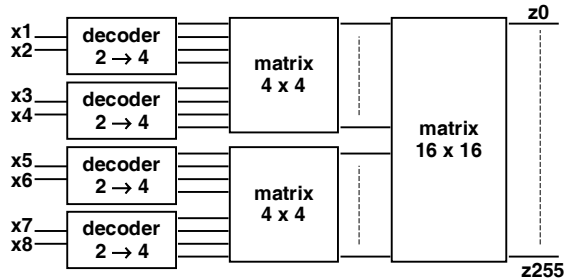 z0
x1
x2
decoder
2 → 4
matrix
4 x 4
x3
x4
decoder
2 → 4
matrix
16 x 16
x5
x6
decoder
2 → 4
matrix
4 x 4
x7
x8
decoder
2 → 4
z255